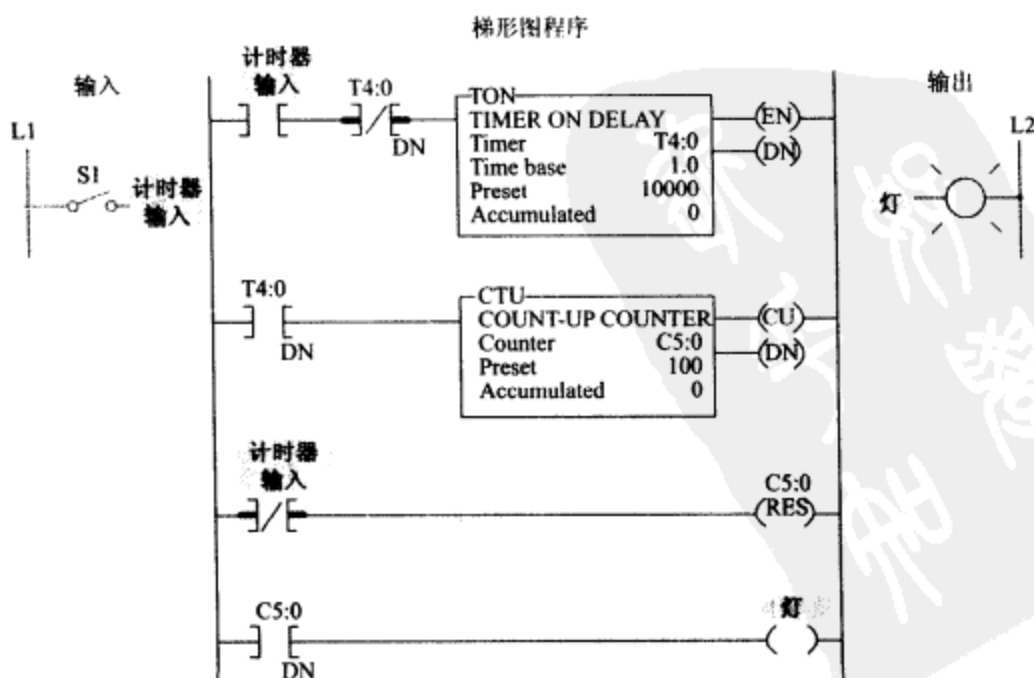 梯形图程序
输入
L1
S1
计时器
输入
计时器
输入
T4:0
DN
TON
TIMER ON DELAY
Timer T4:0
Time base 1.0
Preset 10000
Accumulated 0
EN
DN
输出
L2
灯
T4:0
DN
CTU
COUNT-UP COUNTER
Counter C5:0
Preset 100
Accumulated 0
CU
DN
计时器
输入
C5:0
RES
C5:0
DN
灯